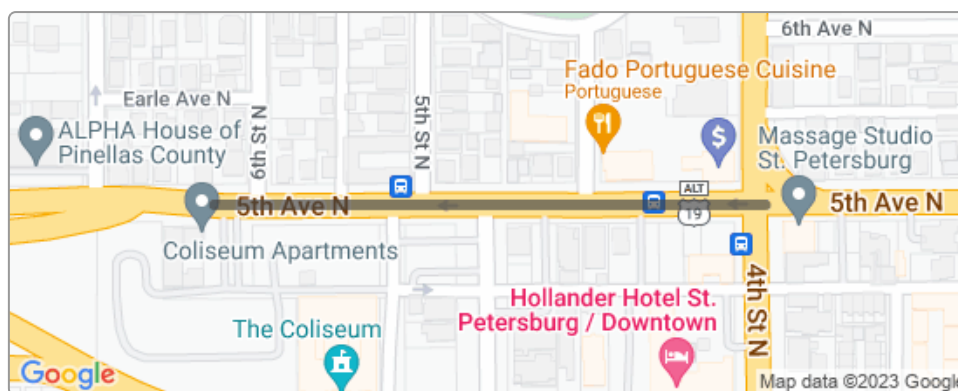 6th Ave N
Fado Portuguese Cuisine
Portuguese
Earle Ave N
6th St N
5th St N
ALPHA House of
Pinellas County
$
Massage Studio
St. Petersburg
ALT
19
5th Ave N
5th Ave N
Coliseum Apartments
4th St N
Hollander Hotel St.
Petersburg / Downtown
The Coliseum
Google
Map data ©2023 Google